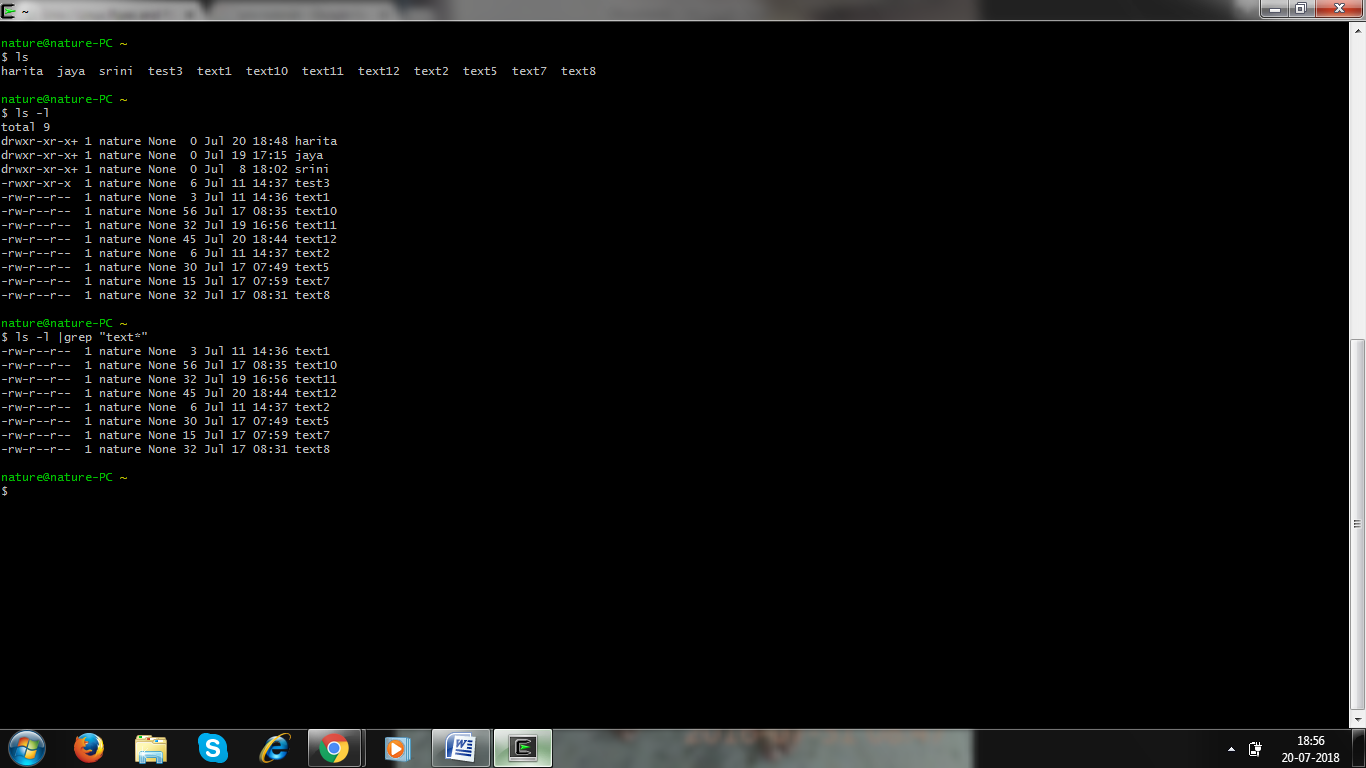 ~
nature@nature-PC ~
$ ls
harita  jaya  srini  test3  text1  text10  text11  text12  text2  text5  text7  text8
nature@nature-PC ~
$ ls -l
total 9
drwxr-xr-x+ 1 nature None  0 Jul 20 18:48 harita
drwxr-xr-x+ 1 nature None  0 Jul 19 17:15 jaya
drwxr-xr-x+ 1 nature None  0 Jul  8 18:02 srini
-rwxr-xr-x  1 nature None  6 Jul 11 14:37 test3
-rw-r--r--  1 nature None  3 Jul 11 14:36 text1
-rw-r--r--  1 nature None 56 Jul 17 08:35 text10
-rw-r--r--  1 nature None 32 Jul 19 16:56 text11
-rw-r--r--  1 nature None 45 Jul 20 18:44 text12
-rw-r--r--  1 nature None  6 Jul 11 14:37 text2
-rw-r--r--  1 nature None 30 Jul 17 07:49 text5
-rw-r--r--  1 nature None 15 Jul 17 07:59 text7
-rw-r--r--  1 nature None 32 Jul 17 08:31 text8
nature@nature-PC ~
$ ls -l |grep "text*"
-rw-r--r--  1 nature None  3 Jul 11 14:36 text1
-rw-r--r--  1 nature None 56 Jul 17 08:35 text10
-rw-r--r--  1 nature None 32 Jul 19 16:56 text11
-rw-r--r--  1 nature None 45 Jul 20 18:44 text12
-rw-r--r--  1 nature None  6 Jul 11 14:37 text2
-rw-r--r--  1 nature None 30 Jul 17 07:49 text5
-rw-r--r--  1 nature None 15 Jul 17 07:59 text7
-rw-r--r--  1 nature None 32 Jul 17 08:31 text8
nature@nature-PC ~
$
18:56
20-07-2018